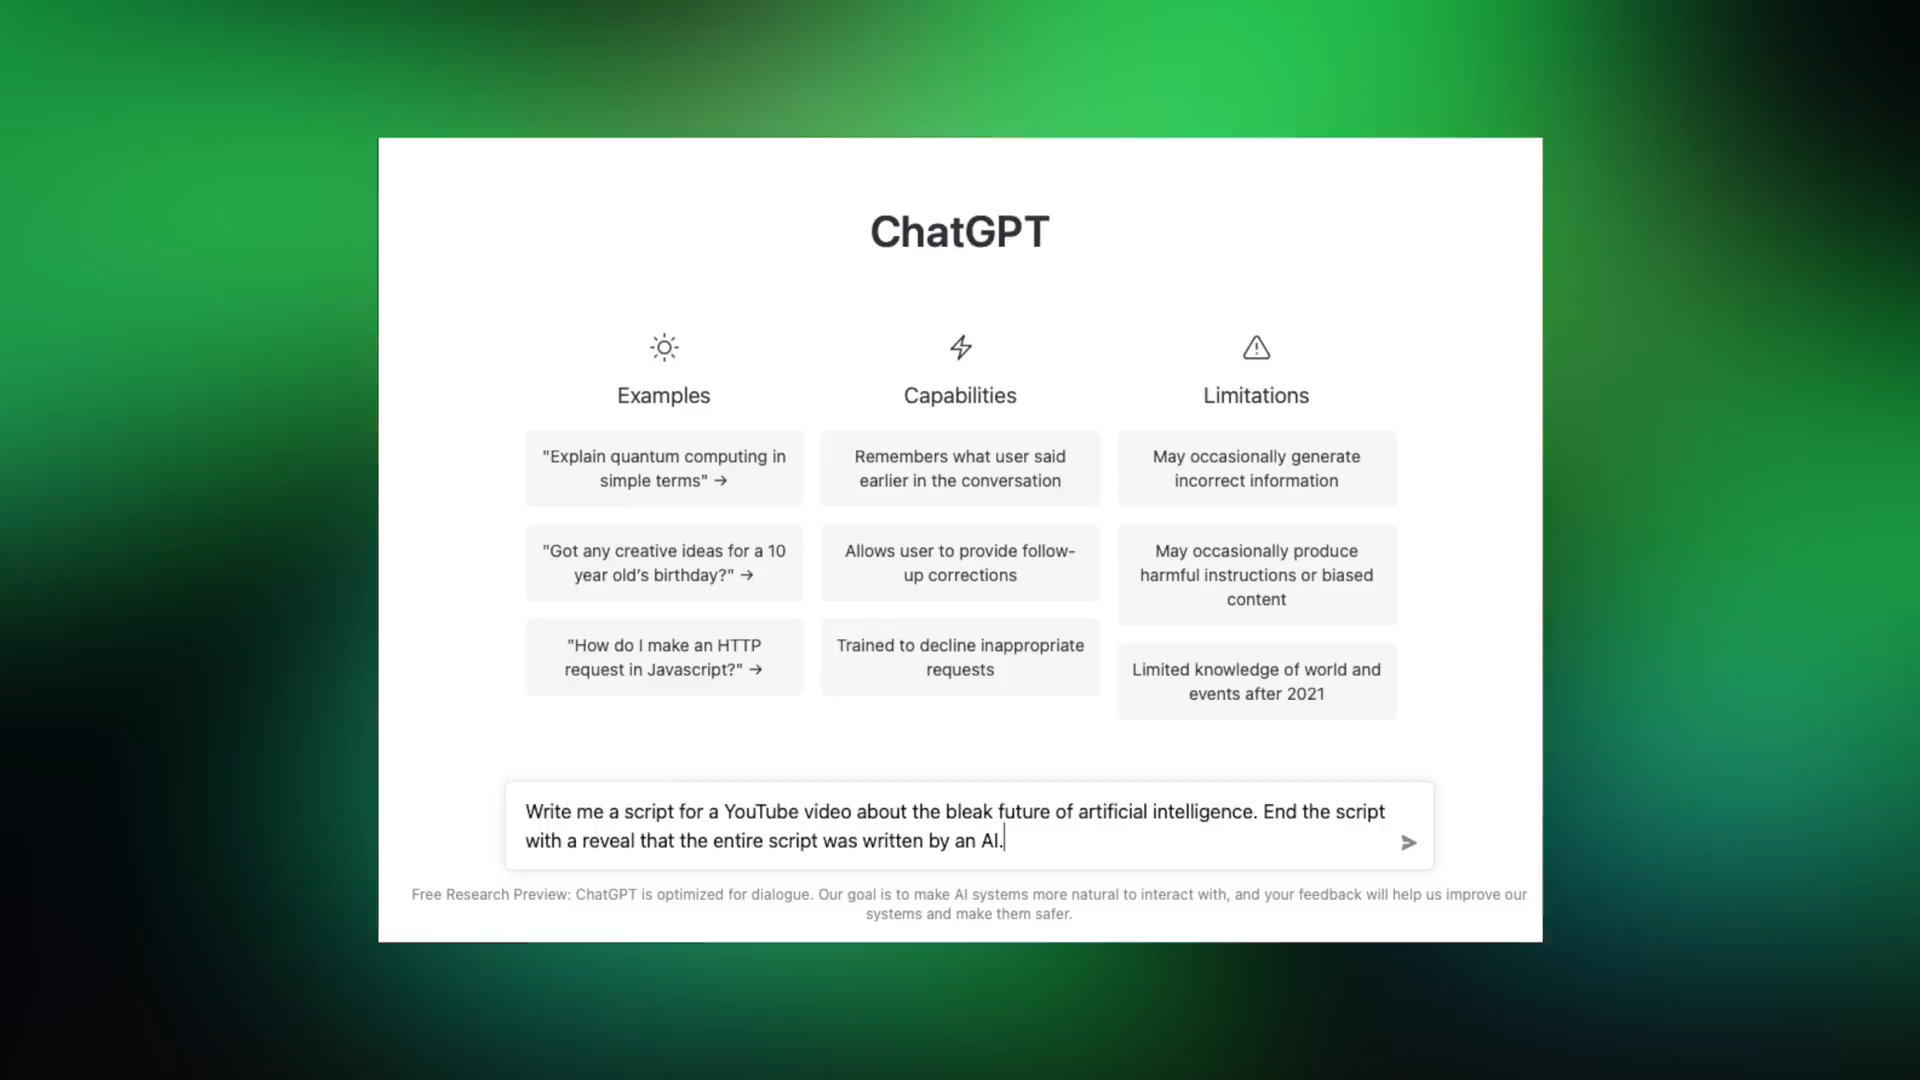 ChatGPT
Examples
"Explain quantum computing in
simple terms" →
"Got any creative ideas for a 10
year old's birthday?" →
"How do I make an HTTP
request in Javascript?" →
Capabilities
Remembers what user said
earlier in the conversation
Allows user to provide follow-
up corrections
Trained to decline inappropriate
requests
Limitations
May occasionally generate
incorrect information
May occasionally produce
harmful instructions or biased
content
Limited knowledge of world and
events after 2021
Write me a script for a YouTube video about the bleak future of artificial intelligence. End the script
with a reveal that the entire script was written by an AI.
Free Research Preview: ChatGPT is optimized for dialogue. Our goal is to make AI systems more natural to interact with, and your feedback will help us improve our
systems and make them safer.